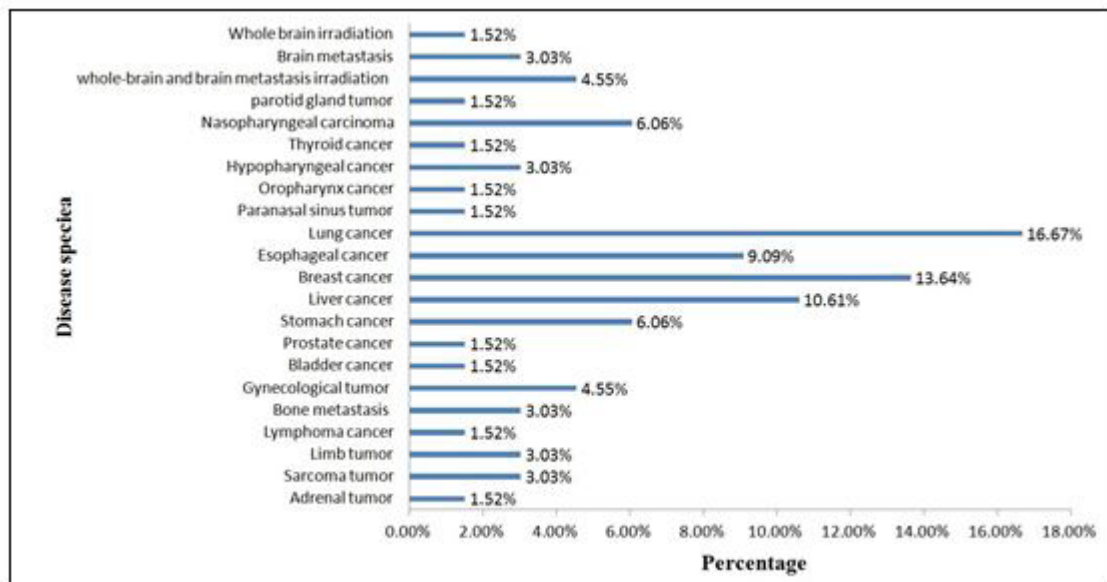 Whole brain irradiation 1.52%
Brain metastasis 3.03%
whole-brain and brain metastasis irradiation 4.55%
parotid gland tumor 1.52%
Nasopharyngeal carcinoma 6.06%
Thyroid cancer 1.52%
Hypopharyngeal cancer 3.03%
Oropharynx cancer 1.52%
Paranasal sinus tumor 1.52%
Lung cancer 16.67%
Esophageal cancer 9.09%
Breast cancer 13.64%
Liver cancer 10.61%
Stomach cancer 6.06%
Prostate cancer 1.52%
Bladder cancer 1.52%
Gynecological tumor 4.55%
Bone metastasis 3.03%
Lymphoma cancer 1.52%
Limb tumor 3.03%
Sarcoma tumor 3.03%
Adrenal tumor 1.52%
0.00% 2.00% 4.00% 6.00% 8.00% 10.00% 12.00% 14.00% 16.00% 18.00%
Percentage
Disease speciea